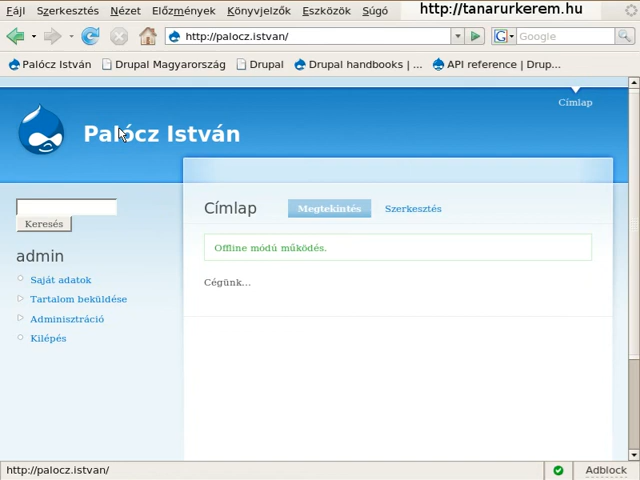 Fájl Szerkesztés Nézet Előzmények Könyvjelzők Eszközök Súgó http://tanarurkerem.hu
http://palocz.istvan/ G Google
Palócz István Drupal Magyarország Drupal Drupal handbooks | ... API reference | Drup...
Címlap
Palócz István
Címlap Megtekintés Szerkesztés
Keresés
Offline módú működés.
admin
Cégünk...
Saját adatok
Tartalom beküldése
Adminisztráció
Kilépés
http://palocz.istvan/ Adblock